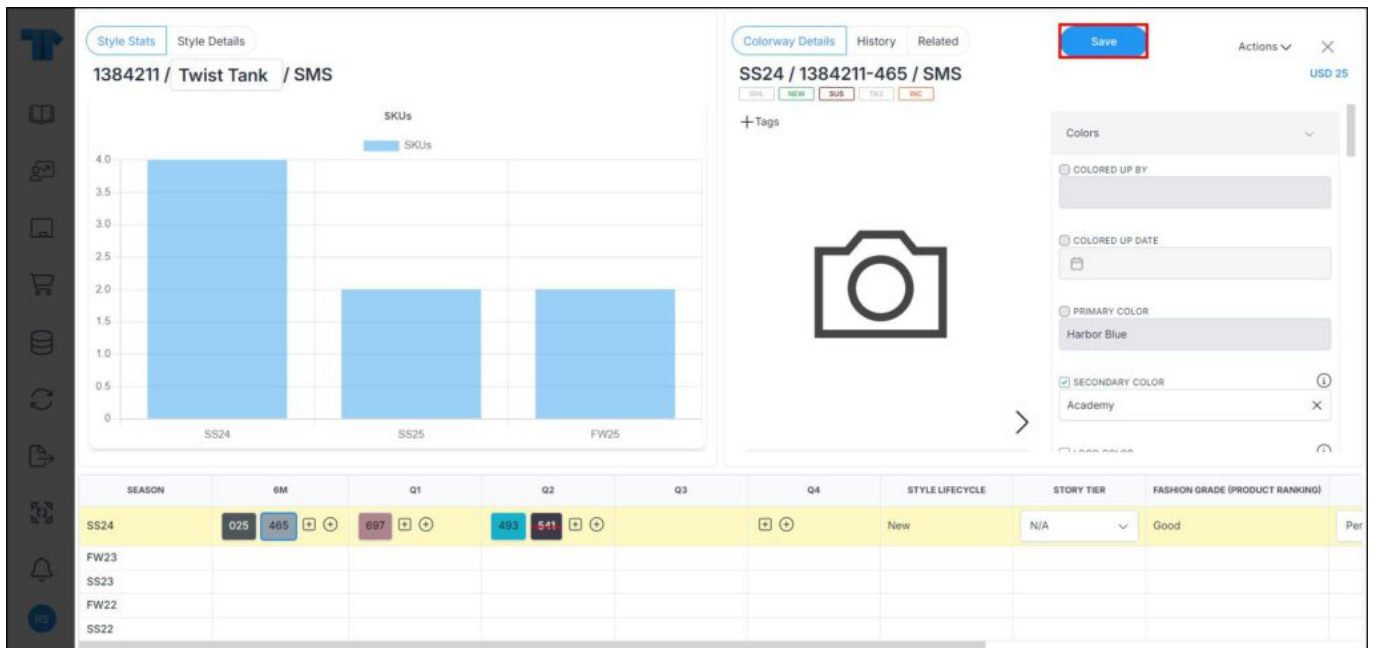 Style Stats
Style Details
1384211 / Twist Tank / SMS
SKUs
SKUs
4.0
3.5
3.0
2.5
2.0
1.5
1.0
0.5
0
SS24
SS25
FW25
Colorway Details
History
Related
Save
Actions
SS24 / 1384211-465 / SMS
USD 25
NEW
SUS
INC
+Tags
Colors
COLORED UP BY
COLORED UP DATE
PRIMARY COLOR
Harbor Blue
SECONDARY COLOR
Academy
SEASON 6M Q1 Q2 Q3 Q4 STYLE LIFECYCLE STORY TIER FASHION GRADE (PRODUCT RANKING)
SS24 025 465 697 493 541 New N/A Good Per
FW23
SS23
FW22
SS22
RS